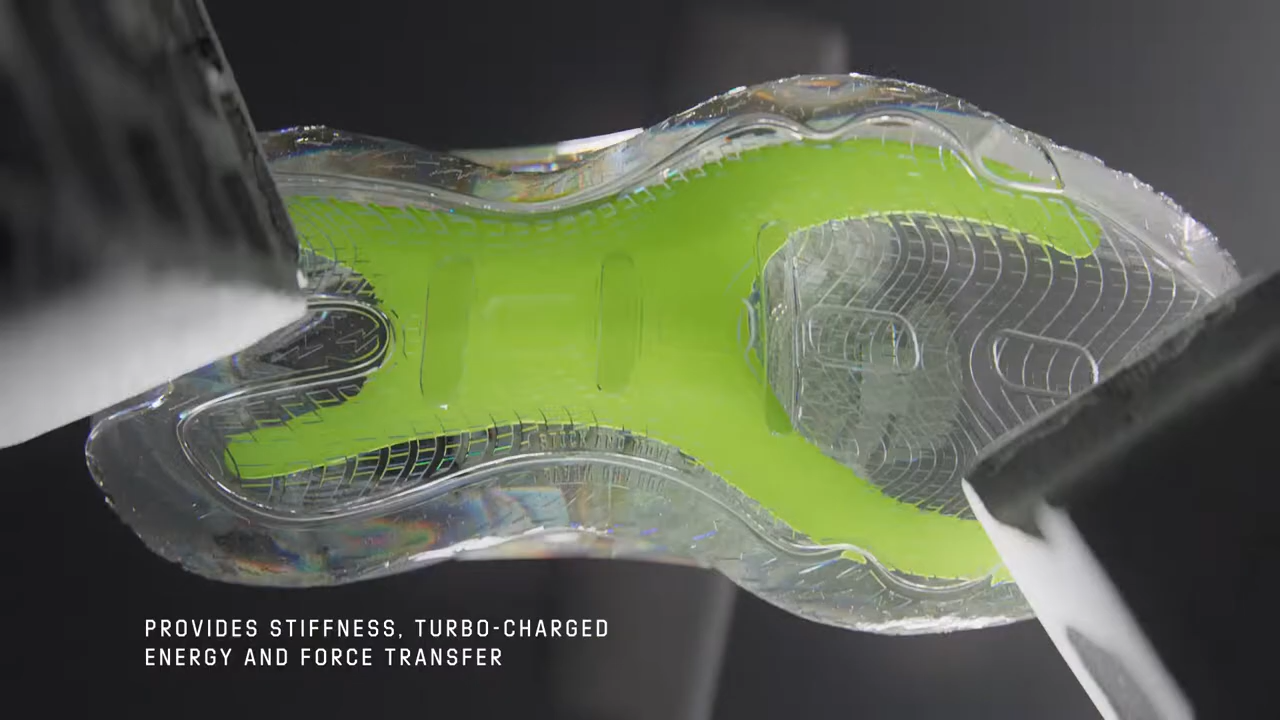 PROVIDES STIFFNESS, TURBO-CHARGED
ENERGY AND FORCE TRANSFER